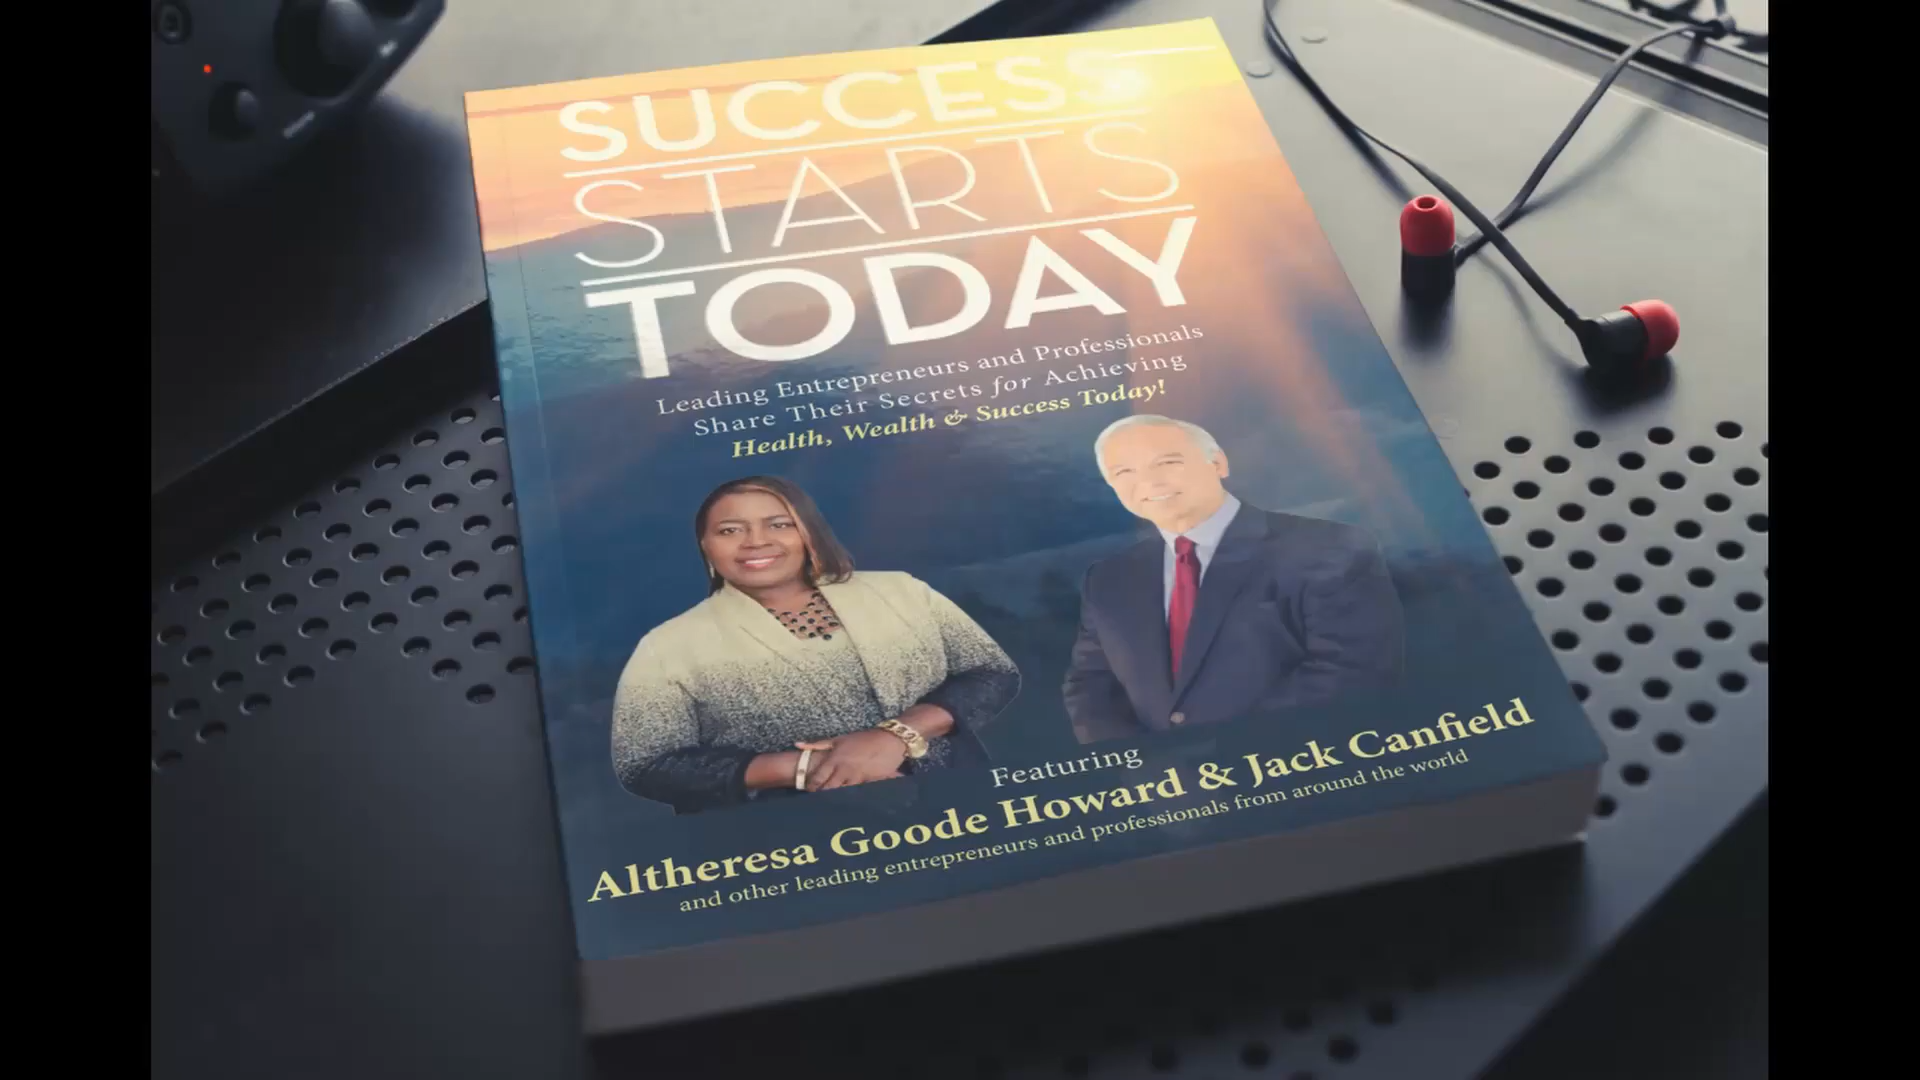 SUCCESS
STARTS
TODAY
Leading Entrepreneurs and Professionals
Share Their Secrets for Achieving
Health, Wealth & Success Today!
Featuring
Altheresa Goode Howard & Jack Canfield
and other leading entrepreneurs and professionals from around the world